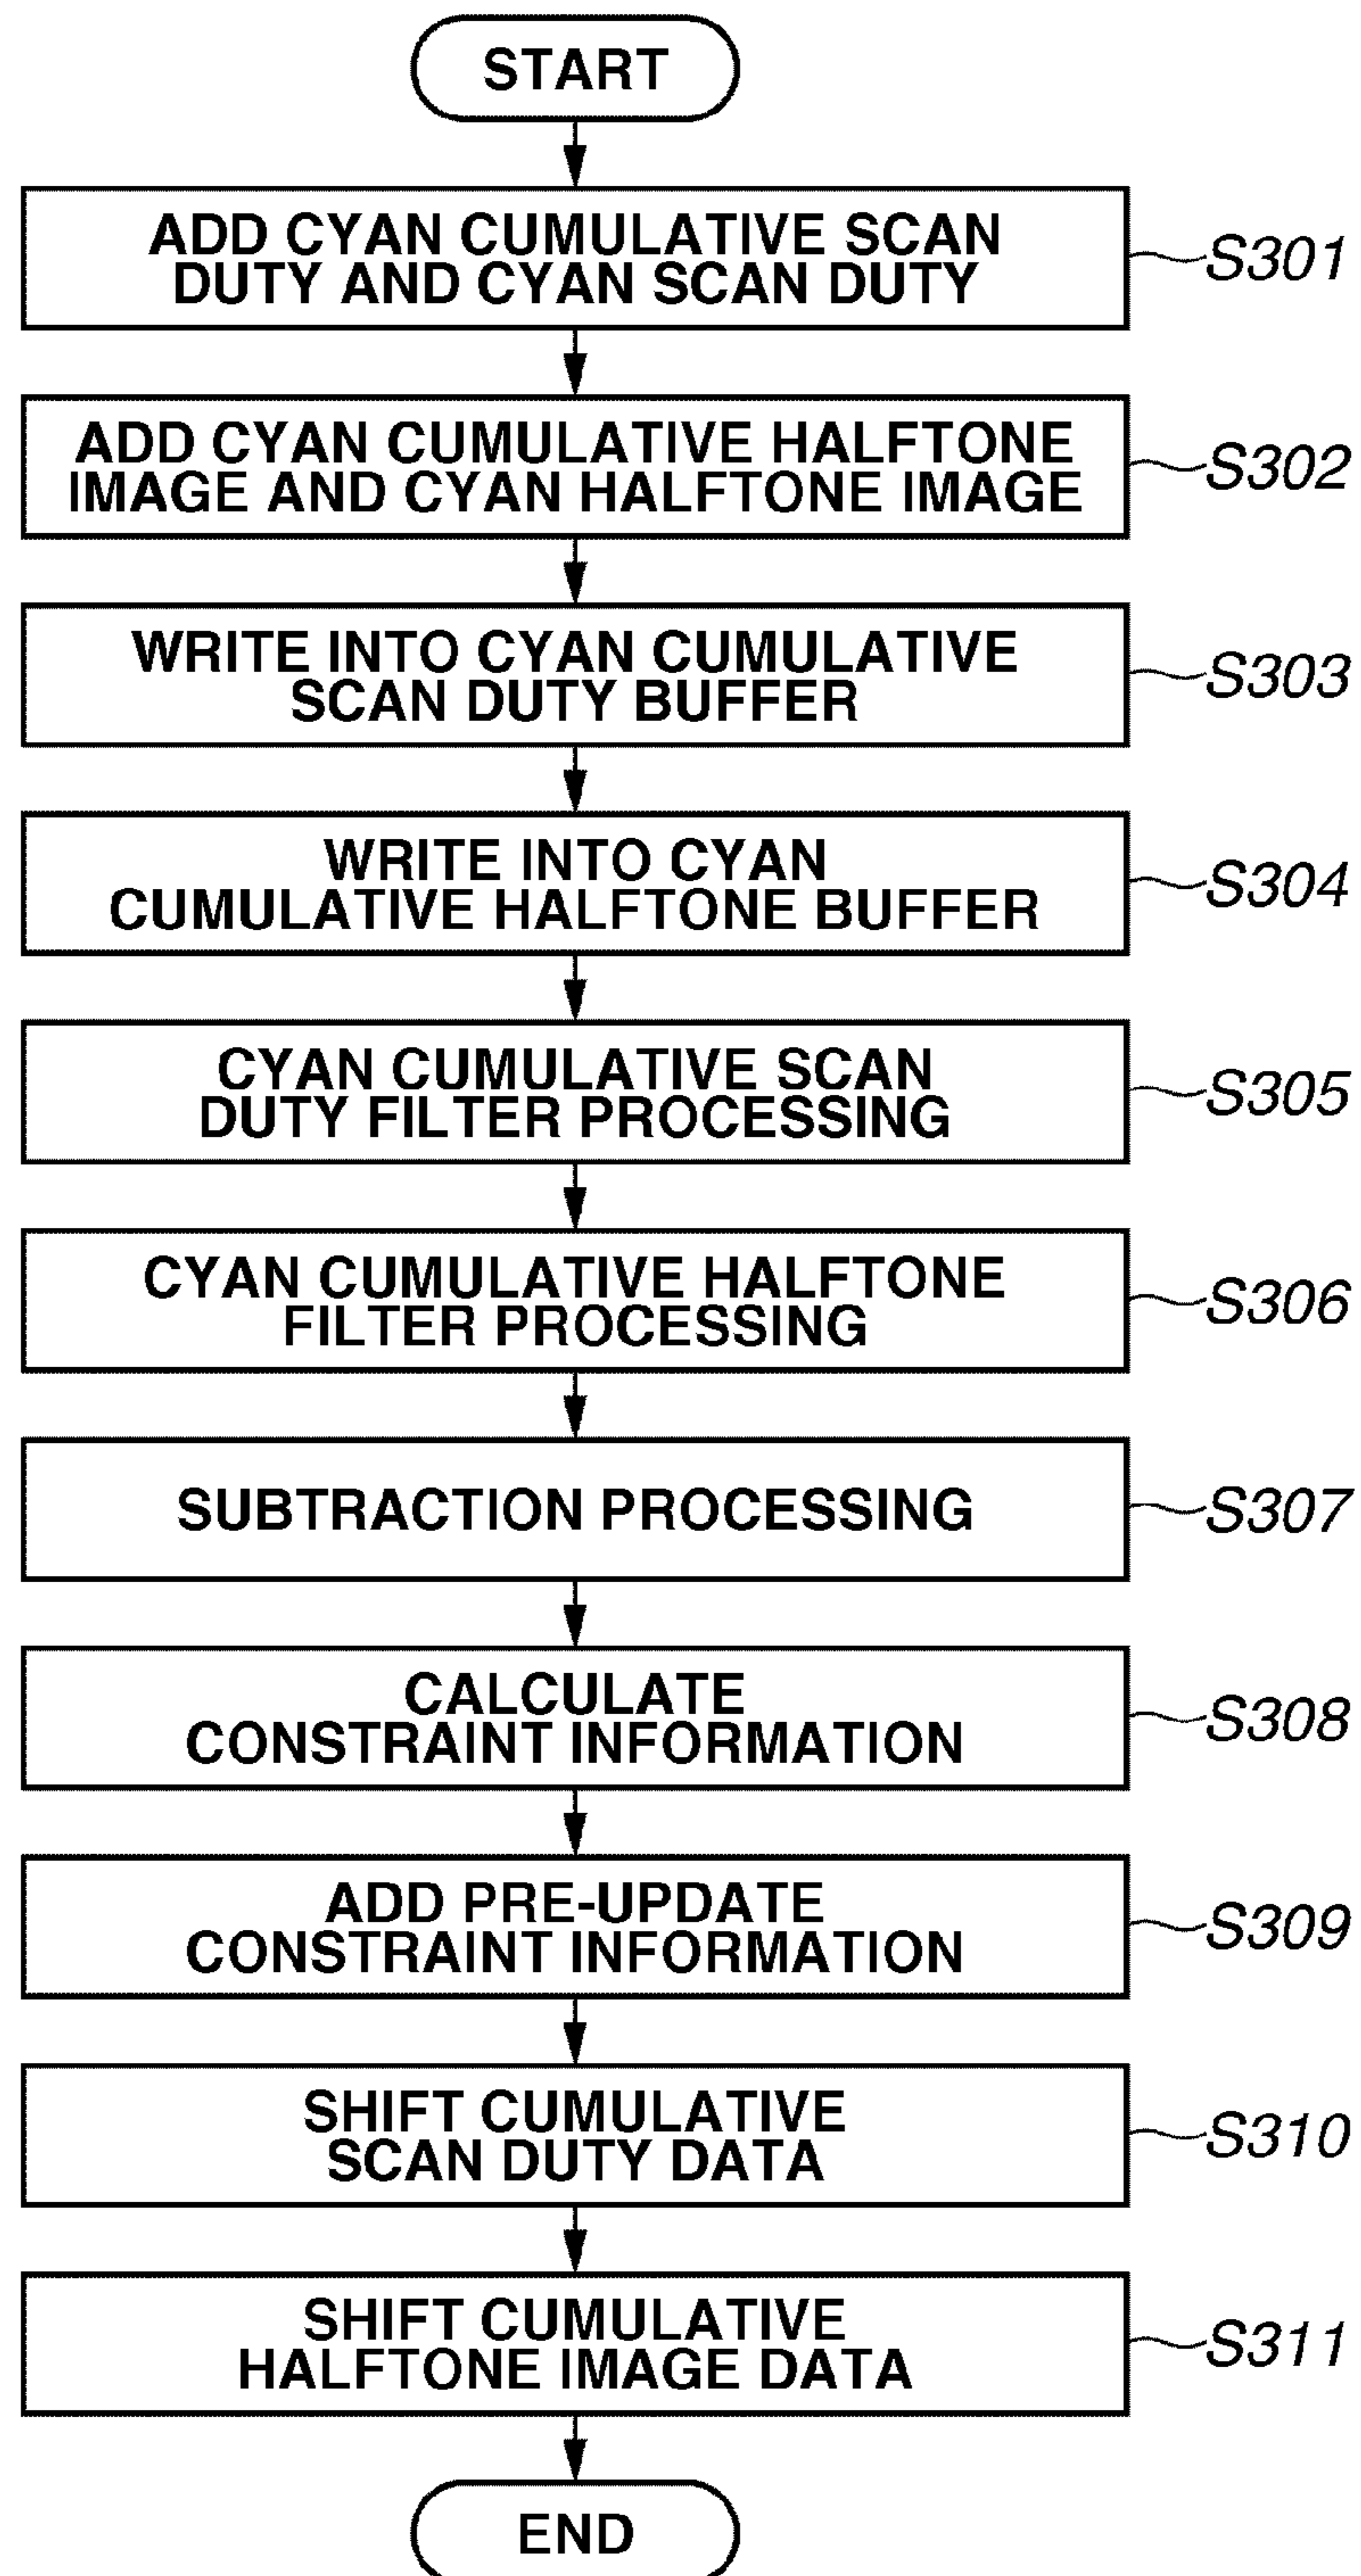 START
ADD CYAN CUMULATIVE SCAN
DUTY AND CYAN SCAN DUTY
S301
ADD CYAN CUMULATIVE HALFTONE
IMAGE AND CYAN HALFTONE IMAGE
S302
WRITE INTO CYAN CUMULATIVE
SCAN DUTY BUFFER
S303
WRITE INTO CYAN
CUMULATIVE HALFTONE BUFFER
S304
CYAN CUMULATIVE SCAN
DUTY FILTER PROCESSING
S305
CYAN CUMULATIVE HALFTONE
FILTER PROCESSING
S306
SUBTRACTION PROCESSING
S307
CALCULATE
CONSTRAINT INFORMATION
S308
ADD PRE-UPDATE
CONSTRAINT INFORMATION
S309
SHIFT CUMULATIVE
SCAN DUTY DATA
S310
SHIFT CUMULATIVE
HALFTONE IMAGE DATA
S311
END